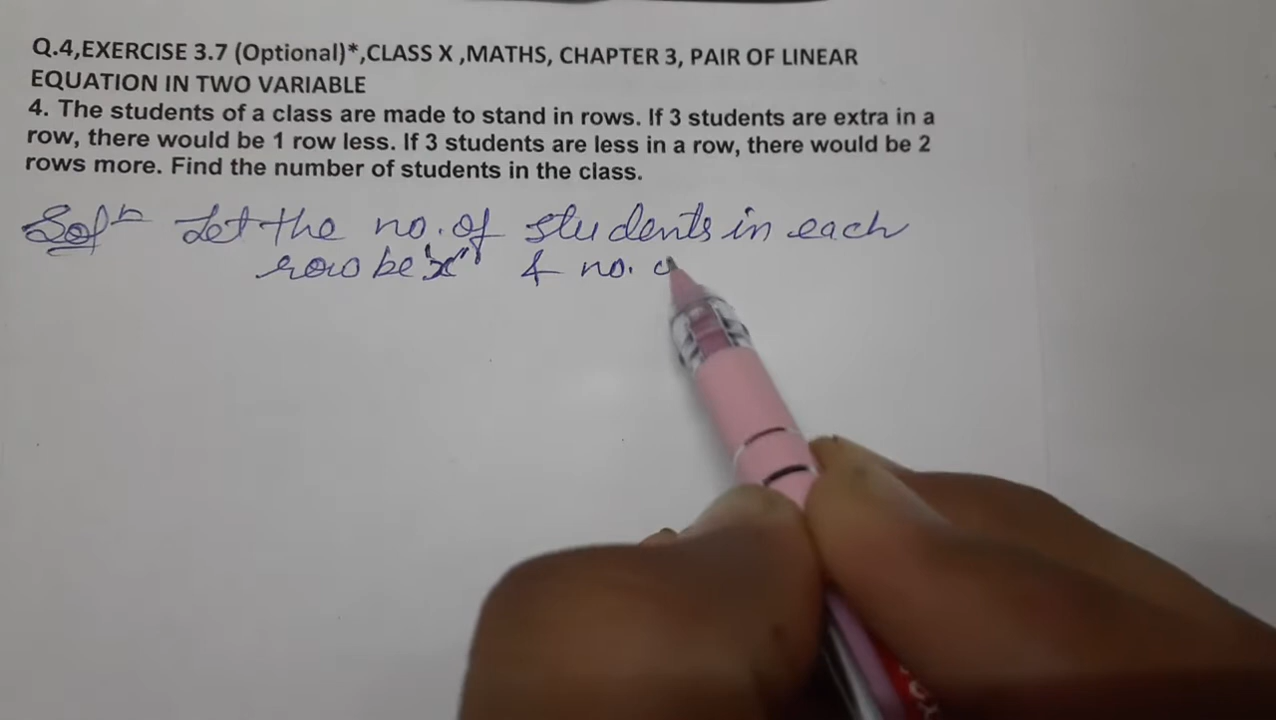 Q.4,EXERCISE 3.7 (Optional)*,CLASS X ,MATHS, CHAPTER 3, PAIR OF LINEAR
EQUATION IN TWO VARIABLE
4. The students of a class are made to stand in rows. If 3 students are extra in a
row, there would be 1 row less. If 3 students are less in a row, there would be 2
rows more. Find the number of students in the class.
Solⁿ Let the no. of students in each
row be 'x' & no.